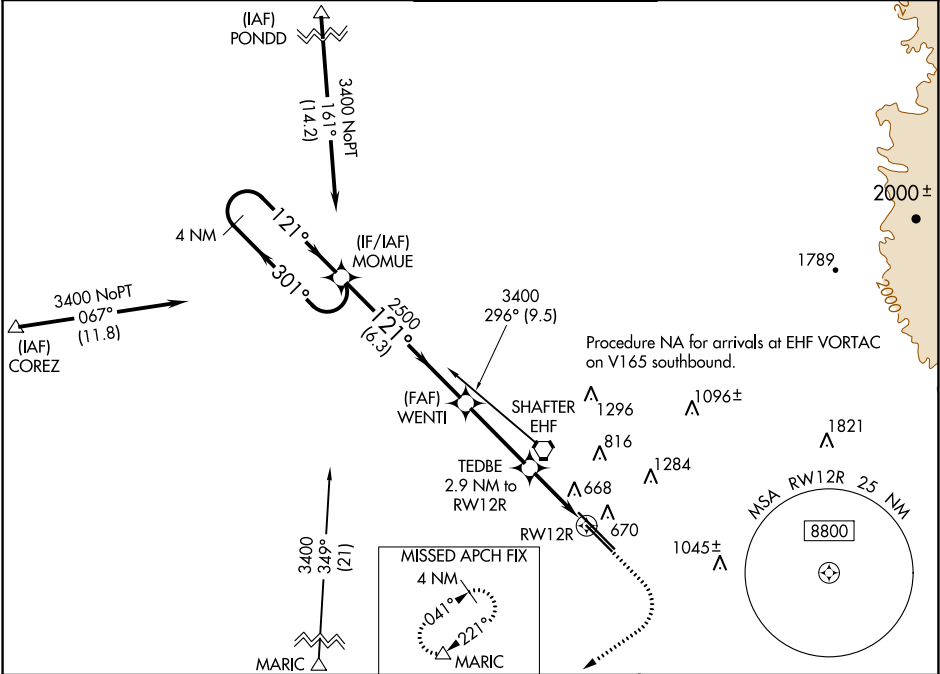 (IAF)
PONDD
3400 NoPT
161°
(14.2)
2000 ±
4 NM
121°
301°
(IF/IAF)
MOMUE
1789
2000
3400 NoPT
067°
(11.8)
(IAF)
COREZ
2500
121°
(6.3)
3400
296° (9.5)
Procedure NA for arrivals at EHF VORTAC
on V165 southbound.
(FAF)
WENTI
SHAFTER
EHF
1296
1096±
816
1821
1284
TEDBE
2.9 NM to
RW12R
668
670
RW12R
1045±
MSA RW12R 25 NM
8800
3400
349°
(21)
MARIC
MISSED APCH FIX
4 NM
041°
221°
MARIC